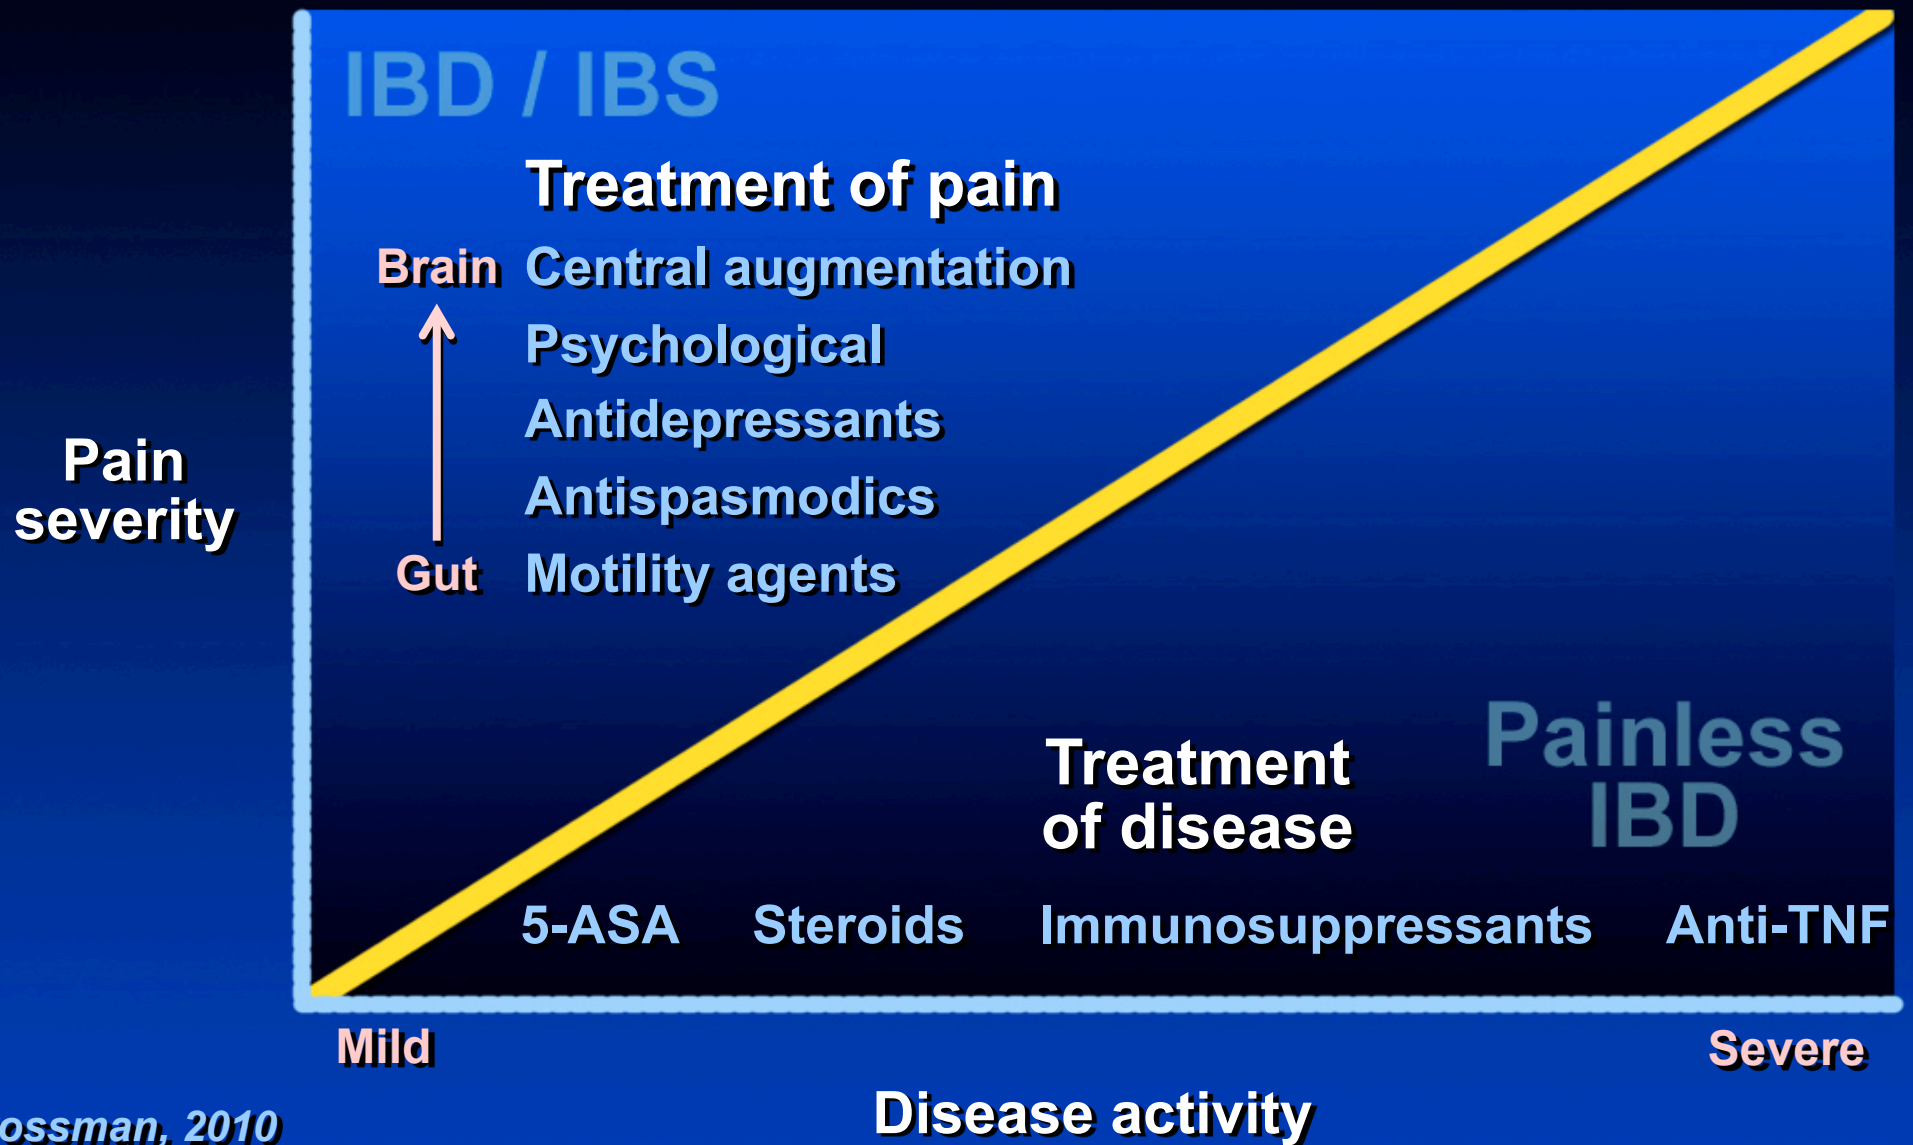 IBD / IBS
Treatment of pain
Brain Central augmentation
Psychological
Antidepressants
Antispasmodics
Gut Motility agents
Pain
severity
Painless
IBD
Treatment
of disease
5-ASA Steroids Immunosuppressants Anti-TNF
Mild Severe
Disease activity
ossman, 2010